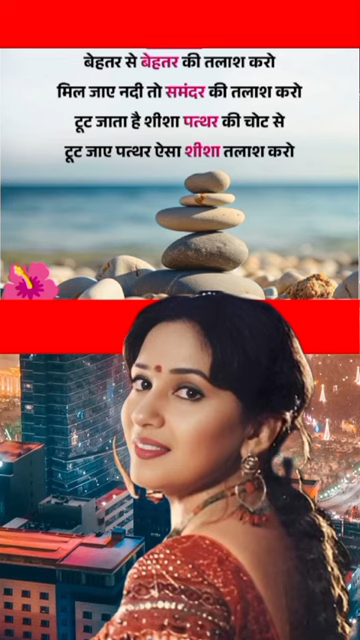 बेहतर से बेहतर की तलाश करो
मिल जाए नदी तो समंदर की तलाश करो
टूट जाता है शीशा पत्थर की चोट से
टूट जाए पत्थर ऐसा शीशा तलाश करो